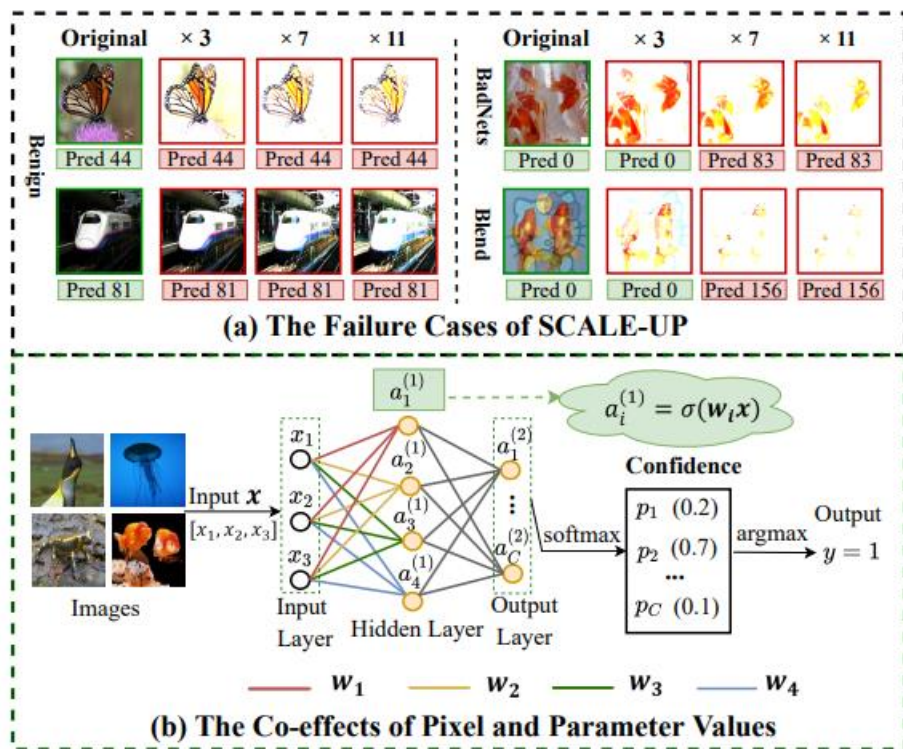 Original × 3 × 7 × 11
Original × 3 × 7 × 11
Benign
Pred 44 Pred 44 Pred 44 Pred 44
Pred 81 Pred 81 Pred 81 Pred 81
BadNets
Pred 0 Pred 0 Pred 83 Pred 83
Blend
Pred 0 Pred 0 Pred 156 Pred 156
(a) The Failure Cases of SCALE-UP
Images
Input x
[x₁, x₂, x₃]
x₁
x₂
x₃
Input
Layer
a₁⁽¹⁾
a₂⁽¹⁾
a₃⁽¹⁾
a₄⁽¹⁾
Hidden Layer
aᵢ⁽¹⁾ = σ(wᵢx)
a₁⁽²⁾
...
a_C⁽²⁾
Output
Layer
softmax
Confidence
p₁ (0.2)
p₂ (0.7)
...
p_C (0.1)
argmax
Output
y = 1
w₁ w₂ w₃ w₄
(b) The Co-effects of Pixel and Parameter Values